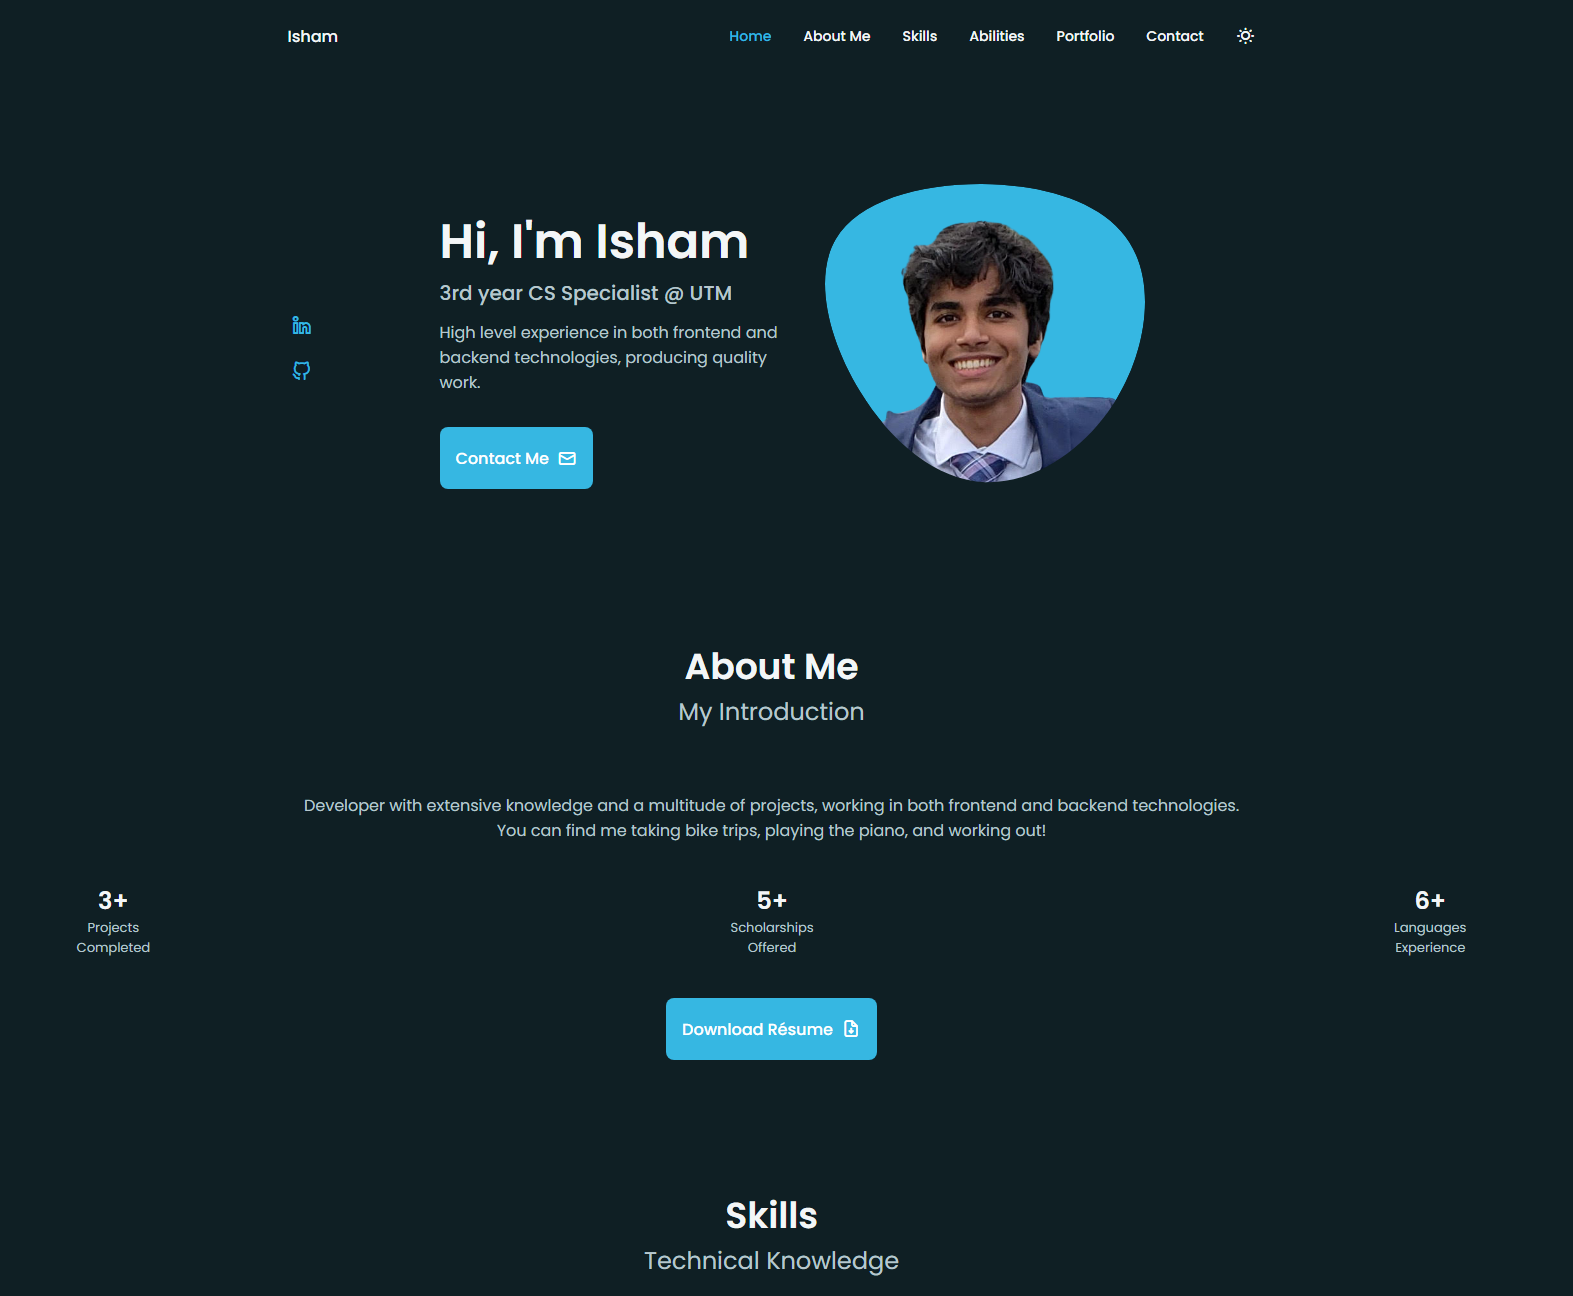 Isham
Home About Me Skills Abilities Portfolio Contact
Hi, I'm Isham
3rd year CS Specialist @ UTM
High level experience in both frontend and
backend technologies, producing quality
work.
Contact Me
About Me
My Introduction
Developer with extensive knowledge and a multitude of projects, working in both frontend and backend technologies.
You can find me taking bike trips, playing the piano, and working out!
3+
Projects
Completed
5+
Scholarships
Offered
6+
Languages
Experience
Download Résume
Skills
Technical Knowledge